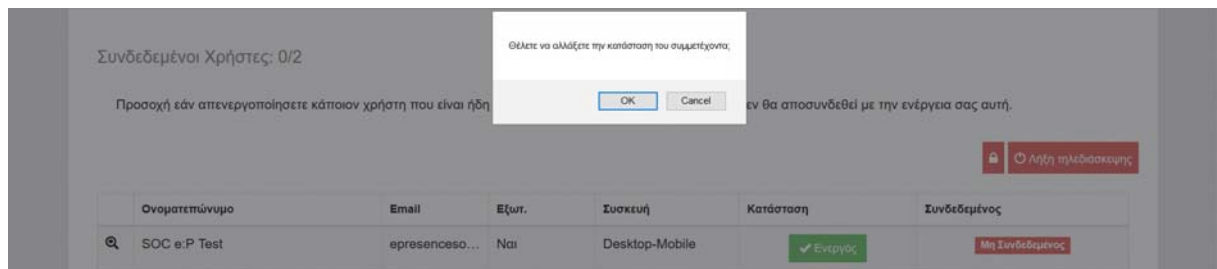 Θέλετε να αλλάξετε την κατάσταση του συμμετέχοντα;
Συνδεδεμένοι Χρήστες: 0/2
OK Cancel
Προσοχή εάν απενεργοποίησετε κάποιον χρήστη που είναι ήδη εν θα αποσυνδεθεί με την ενέργεια σας αυτή.
Λήξη τηλεδιάσκεψης
Ονοματεπώνυμο Email Εξωτ. Συσκευή Κατάσταση Συνδεδεμένος
SOC e:P Test epresenceso... Ναι Desktop-Mobile Ενεργός Μη Συνδεδεμένος